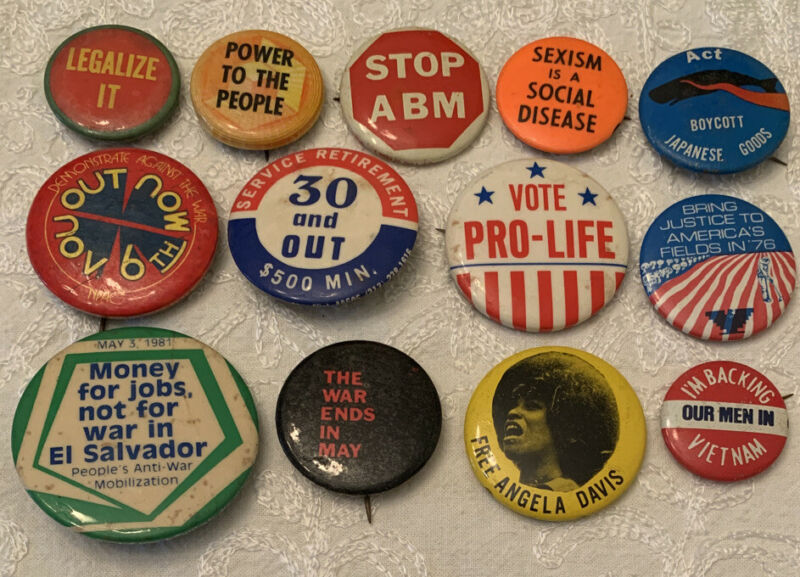 LEGALIZE
IT
POWER
TO THE
PEOPLE
STOP
ABM
SEXISM
IS A
SOCIAL
DISEASE
Act
BOYCOTT
JAPANESE GOODS
DEMONSTRATE AGAINST THE WAR
OUT NOW
NOV 6TH
SERVICE RETIREMENT
30
and
OUT
$500 MIN.
VOTE
PRO-LIFE
BRING
JUSTICE TO
AMERICA'S
FIELDS IN '76
MAY 3, 1981
Money
for jobs,
not for
war in
El Salvador
People's Anti-War
Mobilization
THE
WAR
ENDS
IN
MAY
FREE ANGELA DAVIS
I'M BACKING
OUR MEN IN
VIETNAM